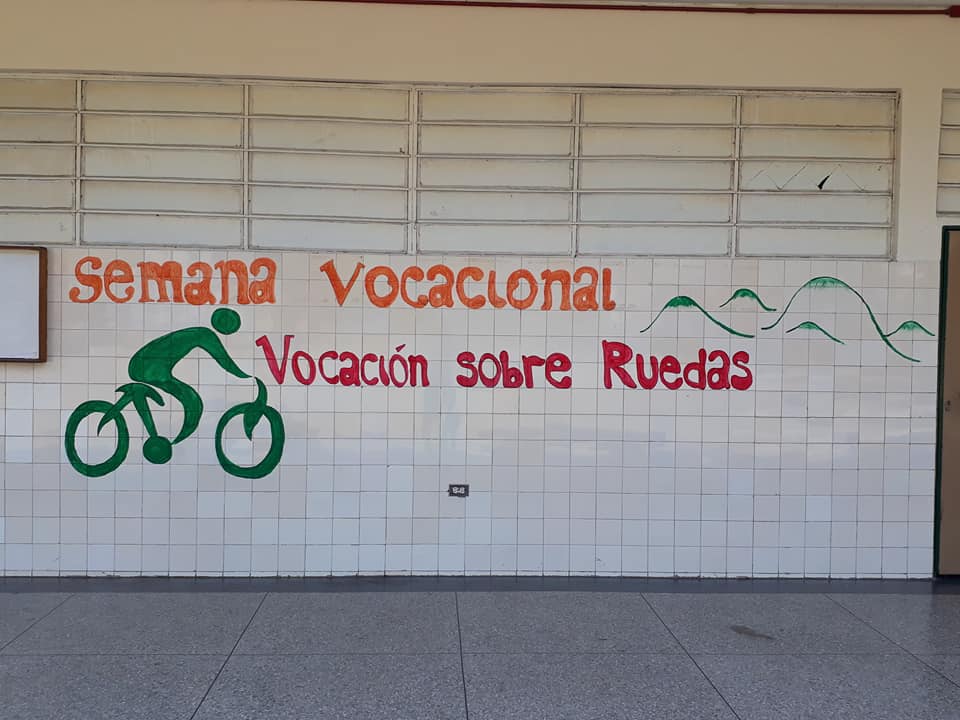 Semana Vocacional
Vocación sobre Ruedas